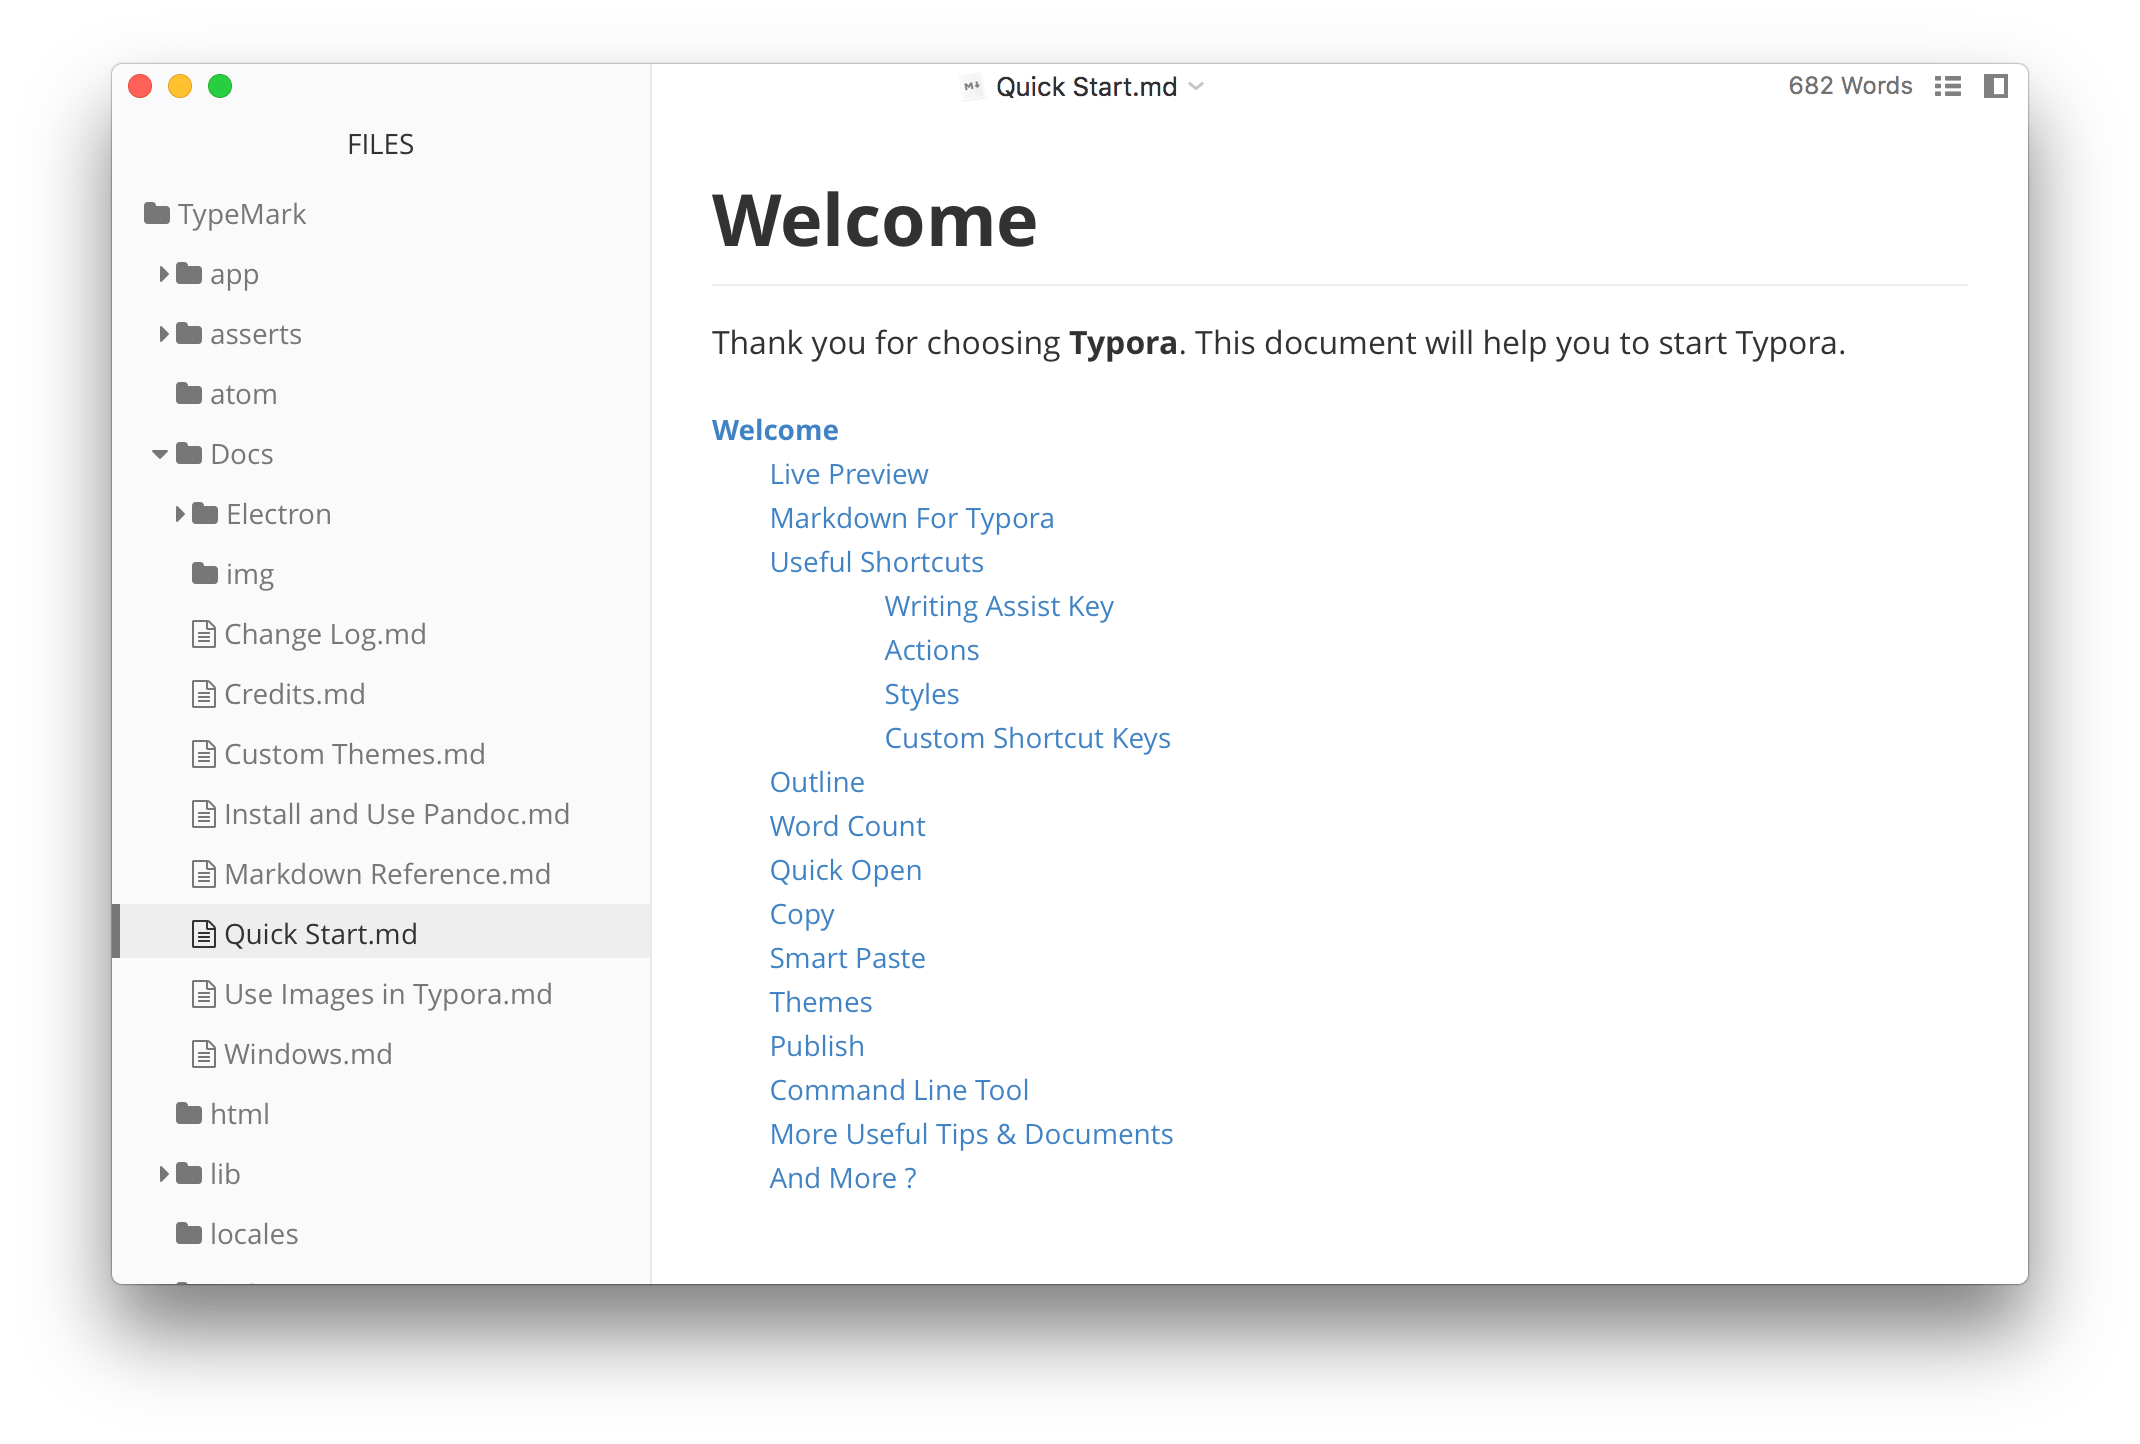 Quick Start.md
682 Words
FILES
TypeMark
app
asserts
atom
Docs
Electron
img
Change Log.md
Credits.md
Custom Themes.md
Install and Use Pandoc.md
Markdown Reference.md
Quick Start.md
Use Images in Typora.md
Windows.md
html
lib
locales
Welcome
Thank you for choosing Typora. This document will help you to start Typora.
Welcome
Live Preview
Markdown For Typora
Useful Shortcuts
Writing Assist Key
Actions
Styles
Custom Shortcut Keys
Outline
Word Count
Quick Open
Copy
Smart Paste
Themes
Publish
Command Line Tool
More Useful Tips & Documents
And More ?